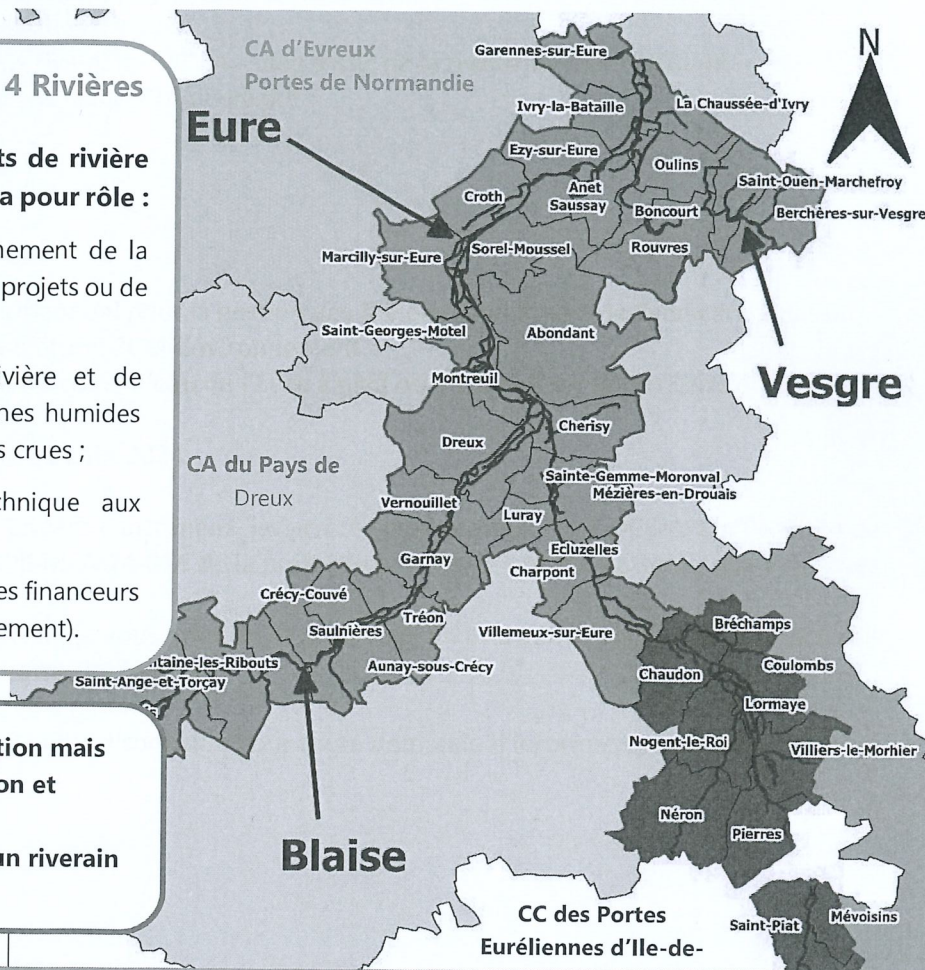 4 Rivières
ts de rivière
a pour rôle :
nement de la
projets ou de
ivière et de
nes humides
s crues ;
hnique aux
es financeurs
ement).
tion mais
on et
un riverain
CA d'Evreux
Portes de Normandie
N
Eure
Garennes-sur-Eure
Ivry-la-Bataille
La Chaussée-d'Ivry
Ezy-sur-Eure
Oulins
Anet
Saussay
Saint-Ouen-Marchefroy
Croth
Boncourt
Berchères-sur-Vesgre
Marcilly-sur-Eure
Sorel-Moussel
Rouvres
Saint-Georges-Motel
Abondant
Montreuil
Vesgre
Cherisy
Dreux
CA du Pays de
Dreux
Sainte-Gemme-Moronval
Mézières-en-Drouais
Vernouillet
Luray
Ecluzelles
Garnay
Charpont
Crécy-Couvé
Tréon
Saulnières
Villemeux-sur-Eure
Bréchamps
ntaine-les-Ribouts
Aunay-sous-Crécy
Saint-Ange-et-Torçay
Chaudon
Coulombs
Lormaye
Nogent-le-Roi
Villiers-le-Morhier
Néron
Pierres
Blaise
CC des Portes
Euréliennes d'Ile-de-
Saint-Piat
Mévoisins